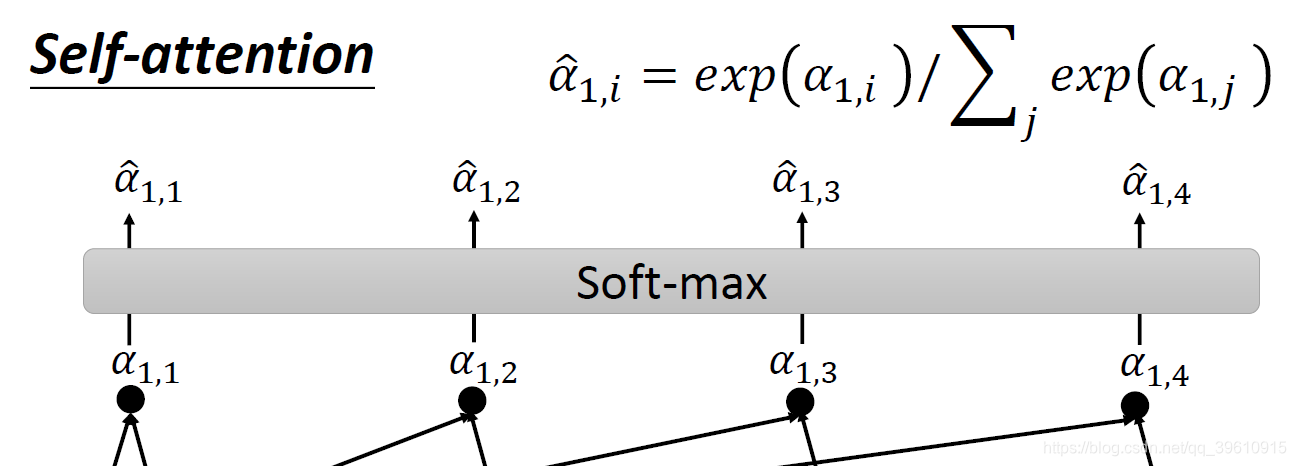 Self-attention
α̂₁,ᵢ = exp(α₁,ᵢ)/∑ⱼ exp(α₁,ⱼ)
α̂₁,₁ α̂₁,₂ α̂₁,₃ α̂₁,₄
Soft-max
α₁,₁ α₁,₂ α₁,₃ α₁,₄
https://blog.csdn.net/qq_39610915